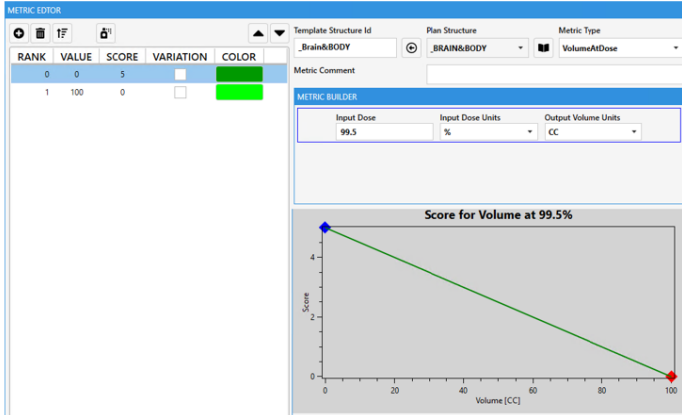 METRIC EDITOR
RANK VALUE SCORE VARIATION COLOR
0 0 5
1 100 0
Template Structure Id Plan Structure Metric Type
_Brain&BODY _BRAIN&BODY VolumeAtDose
Metric Comment
METRIC BUILDER
Input Dose Input Dose Units Output Volume Units
99.5 % CC
Score for Volume at 99.5%
Score
4
2
0
0 20 40 60 80 100
Volume [CC]